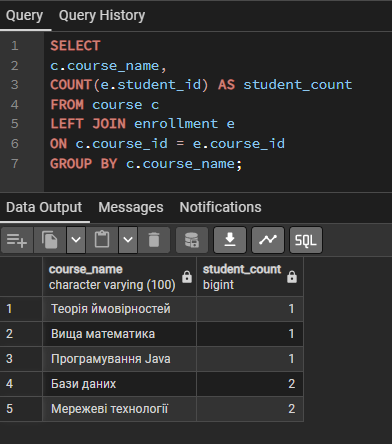 Query Query History
1 SELECT
2 c.course_name,
3 COUNT(e.student_id) AS student_count
4 FROM course c
5 LEFT JOIN enrollment e
6 ON c.course_id = e.course_id
7 GROUP BY c.course_name;
Data Output Messages Notifications
SQL
course_name student_count
character varying (100) bigint
1 Теорія ймовірностей 1
2 Вища математика 1
3 Програмування Java 1
4 Бази даних 2
5 Мережеві технології 2